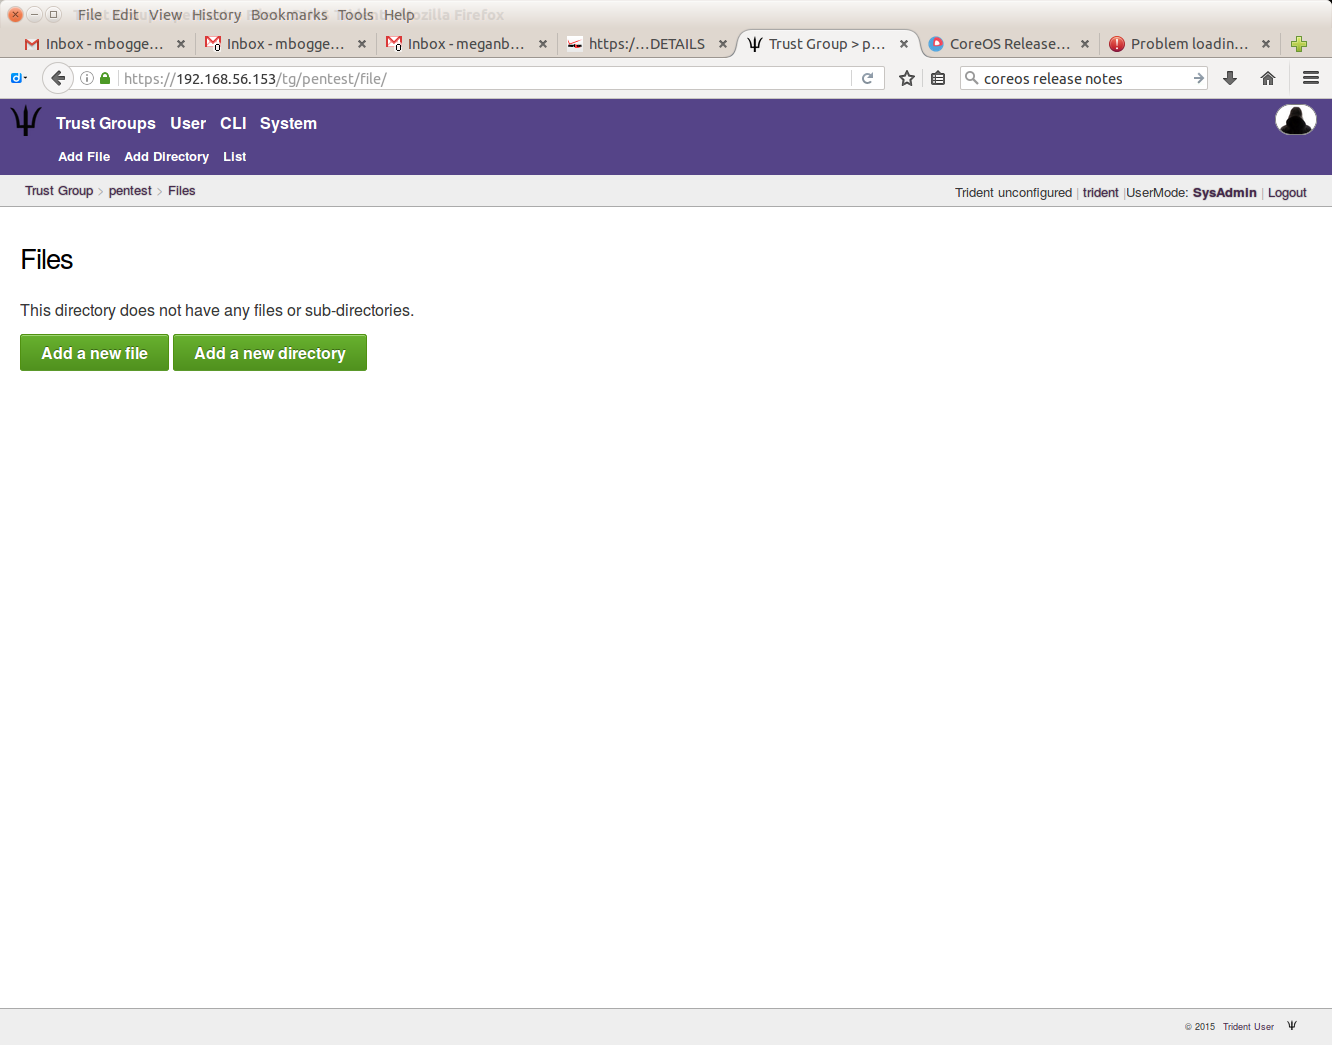 File Edit View History Bookmarks Tools Help
Inbox - mbogge... Inbox - mbogge... Inbox - meganb... https:/...DETAILS Trust Group > p... CoreOS Release... Problem loadin...
https://192.168.56.153/tg/pentest/file/ coreos release notes
Trust Groups User CLI System
Add File Add Directory List
Trust Group > pentest > Files Trident unconfigured | trident |UserMode: SysAdmin | Logout
Files
This directory does not have any files or sub-directories.
Add a new file Add a new directory
© 2015 Trident User